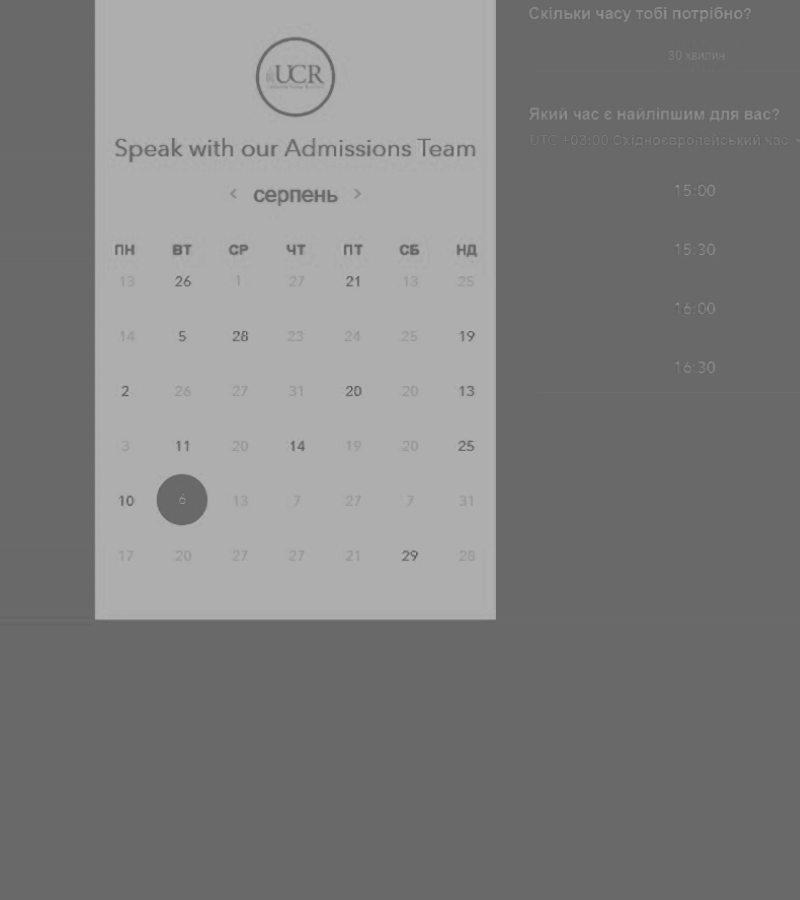 UCR
Speak with our Admissions Team
< серпень >
ПН ВТ СР ЧТ ПТ СБ НД
13 26 1 27 21 13 25
14 5 28 23 24 25 19
2 26 27 31 20 20 13
3 11 20 14 19 20 25
10 6 13 7 27 7 31
17 20 27 27 21 29 28
Скільки часу тобі потрібно?
30 хвилин
Який час є найліпшим для вас?
UTC +03:00 Східноєвропейський час
15:00
15:30
16:00
16:30